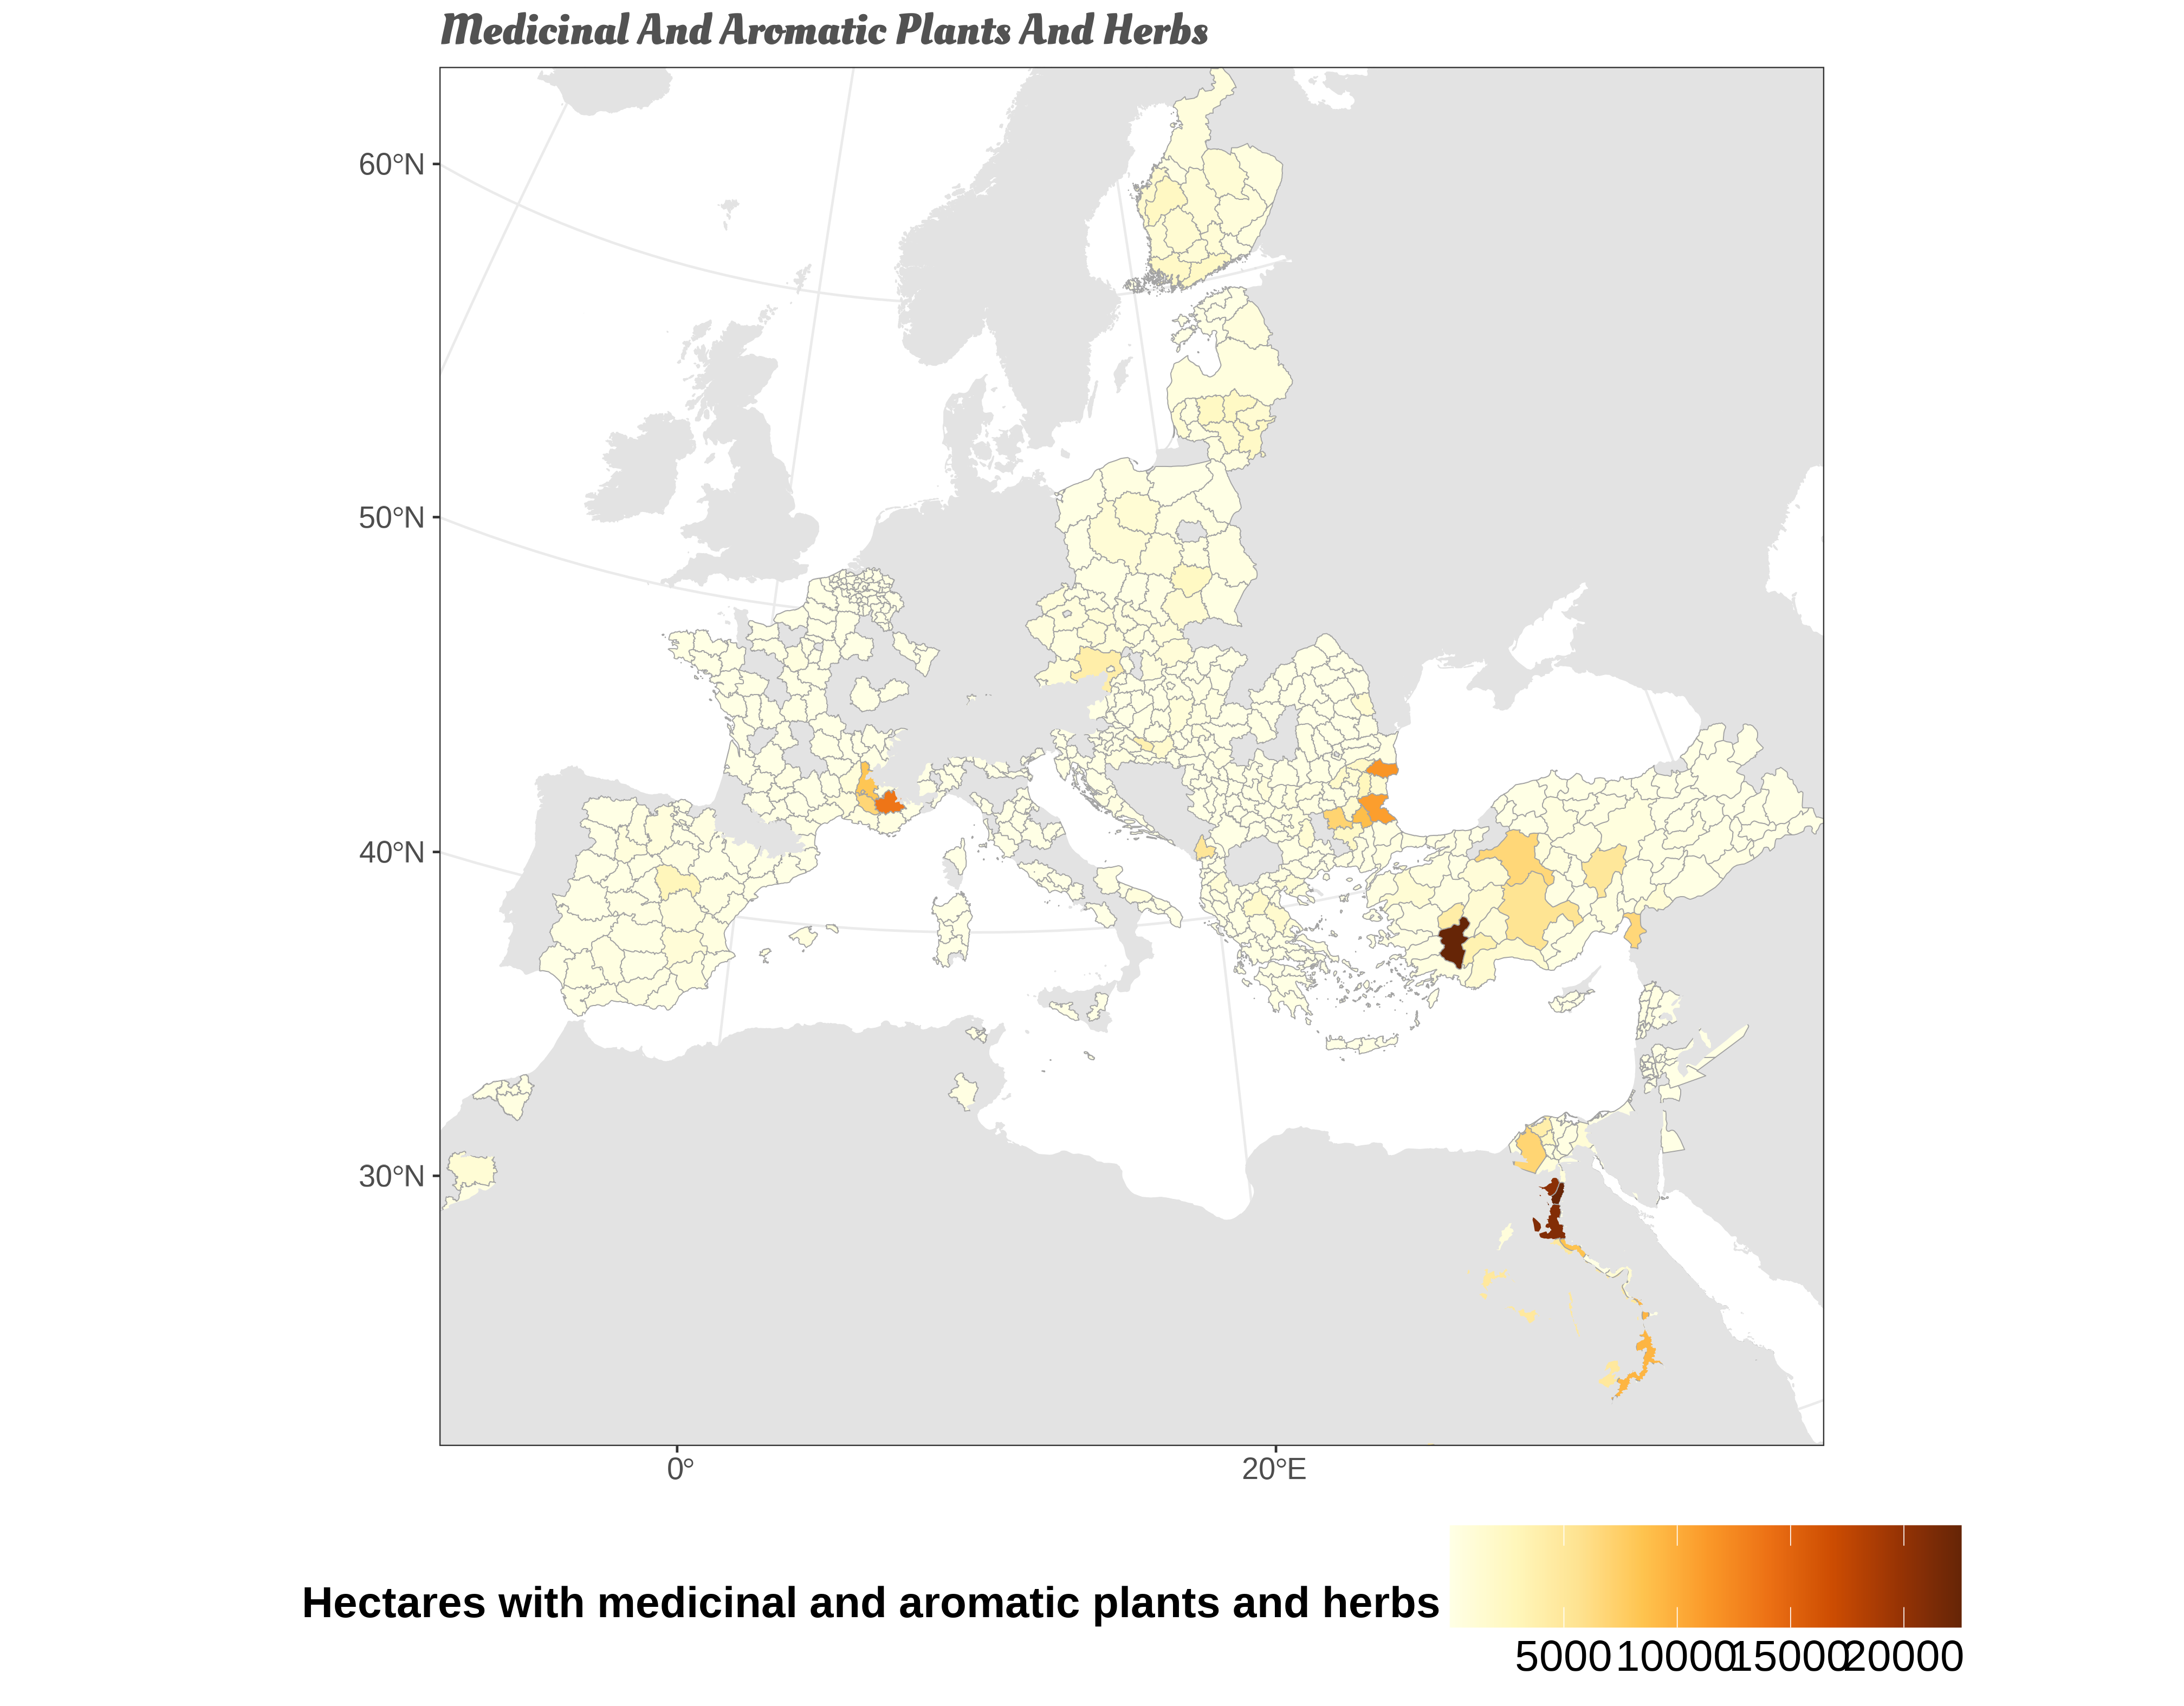 Medicinal And Aromatic Plants And Herbs
60°N
50°N
40°N
30°N
0°
20°E
Hectares with medicinal and aromatic plants and herbs
5000 10000 15000 20000